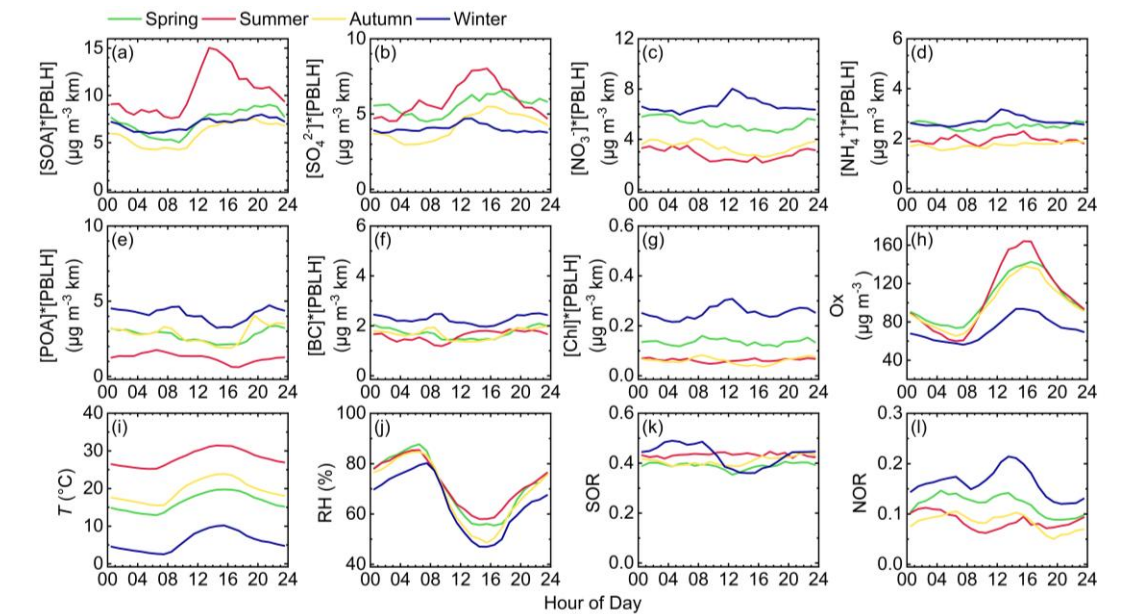 Spring Summer Autumn Winter
(a) (b) (c) (d)
[SOA]*[PBLH] (µg m⁻³ km) 15 10 5 0
[SO₄²⁻]*[PBLH] (µg m⁻³ km) 10 5 0
[NO₃⁻]*[PBLH] (µg m⁻³ km) 12 8 4 0
[NH₄⁺]*[PBLH] (µg m⁻³ km) 6 4 2 0
00 04 08 12 16 20 24 00 04 08 12 16 20 24 00 04 08 12 16 20 24 00 04 08 12 16 20 24
(e) (f) (g) (h)
[POA]*[PBLH] (µg m⁻³ km) 10 5 0
[BC]*[PBLH] (µg m⁻³ km) 6 4 2 0
[Chl]*[PBLH] (µg m⁻³ km) 0.6 0.4 0.2 0.0
Ox (µg m⁻³ ) 160 120 80 40
00 04 08 12 16 20 24 00 04 08 12 16 20 24 00 04 08 12 16 20 24 00 04 08 12 16 20 24
(i) (j) (k) (l)
T (°C) 40 30 20 10 0
RH (%) 100 80 60 40
SOR 0.6 0.4 0.2 0.0
NOR 0.3 0.2 0.1 0.0
00 04 08 12 16 20 24 00 04 08 12 16 20 24 00 04 08 12 16 20 24 00 04 08 12 16 20 24
Hour of Day